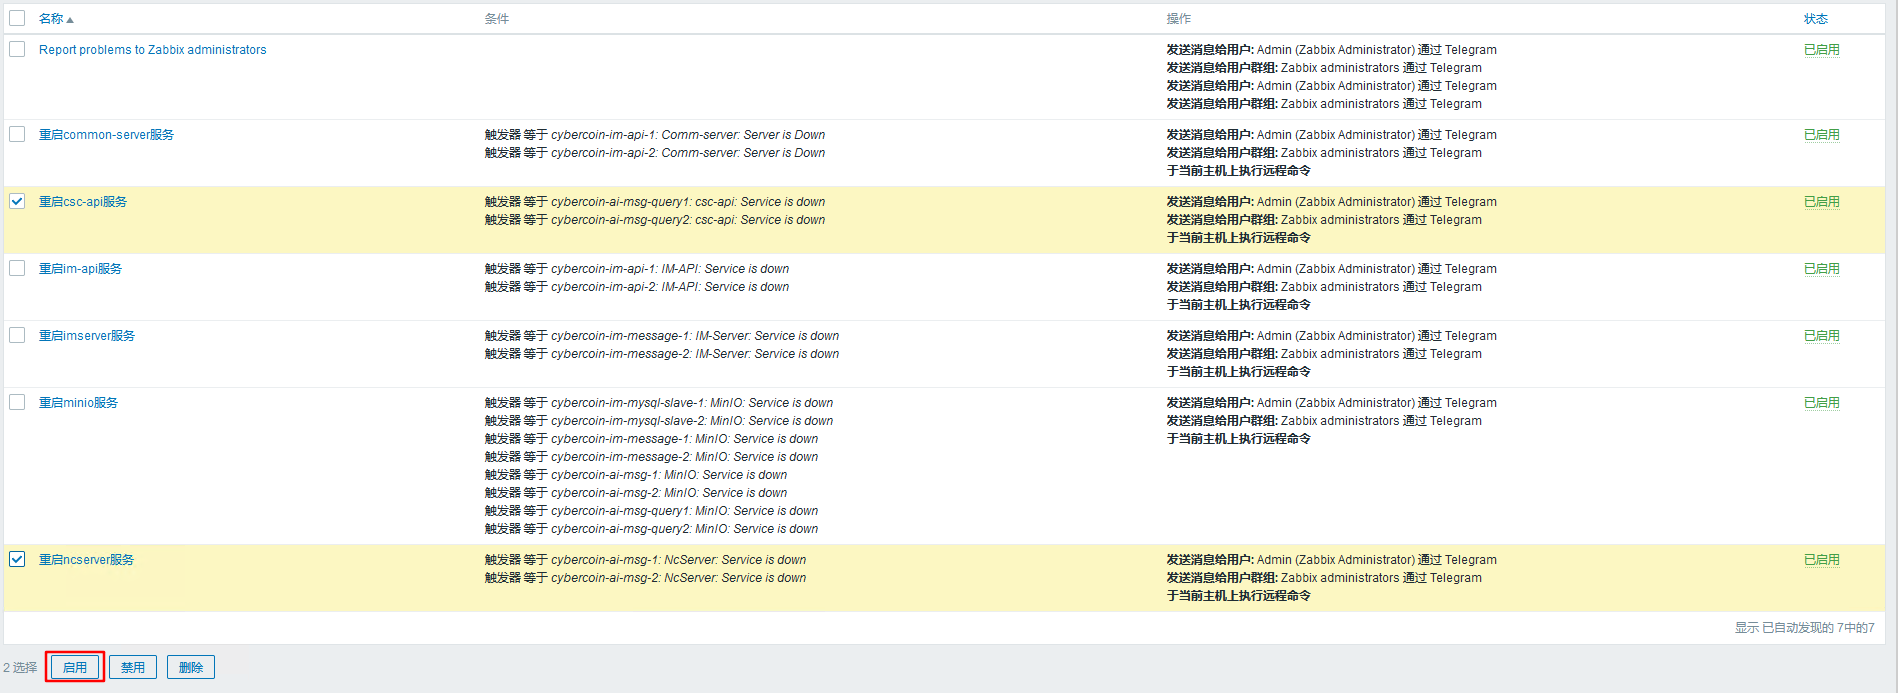 名称▲ 条件 操作 状态
Report problems to Zabbix administrators 发送消息给用户: Admin (Zabbix Administrator) 通过 Telegram 已启用
发送消息给用户群组: Zabbix administrators 通过 Telegram
发送消息给用户: Admin (Zabbix Administrator) 通过 Telegram
发送消息给用户群组: Zabbix administrators 通过 Telegram
重启common-server服务 触发器 等于 cybercoin-im-api-1: Comm-server: Server is Down 发送消息给用户: Admin (Zabbix Administrator) 通过 Telegram 已启用
触发器 等于 cybercoin-im-api-2: Comm-server: Server is Down 发送消息给用户群组: Zabbix administrators 通过 Telegram
于当前主机上执行远程命令
重启csc-api服务 触发器 等于 cybercoin-ai-msg-query1: csc-api: Service is down 发送消息给用户: Admin (Zabbix Administrator) 通过 Telegram 已启用
触发器 等于 cybercoin-ai-msg-query2: csc-api: Service is down 发送消息给用户群组: Zabbix administrators 通过 Telegram
于当前主机上执行远程命令
重启im-api服务 触发器 等于 cybercoin-im-api-1: IM-API: Service is down 发送消息给用户: Admin (Zabbix Administrator) 通过 Telegram 已启用
触发器 等于 cybercoin-im-api-2: IM-API: Service is down 发送消息给用户群组: Zabbix administrators 通过 Telegram
于当前主机上执行远程命令
重启imserver服务 触发器 等于 cybercoin-im-message-1: IM-Server: Service is down 发送消息给用户: Admin (Zabbix Administrator) 通过 Telegram 已启用
触发器 等于 cybercoin-im-message-2: IM-Server: Service is down 发送消息给用户群组: Zabbix administrators 通过 Telegram
于当前主机上执行远程命令
重启minio服务 触发器 等于 cybercoin-im-mysql-slave-1: MinIO: Service is down 发送消息给用户: Admin (Zabbix Administrator) 通过 Telegram 已启用
触发器 等于 cybercoin-im-mysql-slave-2: MinIO: Service is down 发送消息给用户群组: Zabbix administrators 通过 Telegram
触发器 等于 cybercoin-im-message-1: MinIO: Service is down 于当前主机上执行远程命令
触发器 等于 cybercoin-im-message-2: MinIO: Service is down
触发器 等于 cybercoin-ai-msg-1: MinIO: Service is down
触发器 等于 cybercoin-ai-msg-2: MinIO: Service is down
触发器 等于 cybercoin-ai-msg-query1: MinIO: Service is down
触发器 等于 cybercoin-ai-msg-query2: MinIO: Service is down
重启ncserver服务 触发器 等于 cybercoin-ai-msg-1: NcServer: Service is down 发送消息给用户: Admin (Zabbix Administrator) 通过 Telegram 已启用
触发器 等于 cybercoin-ai-msg-2: NcServer: Service is down 发送消息给用户群组: Zabbix administrators 通过 Telegram
于当前主机上执行远程命令
显示 已自动发现的 7中的7
2 选择 启用 禁用 删除